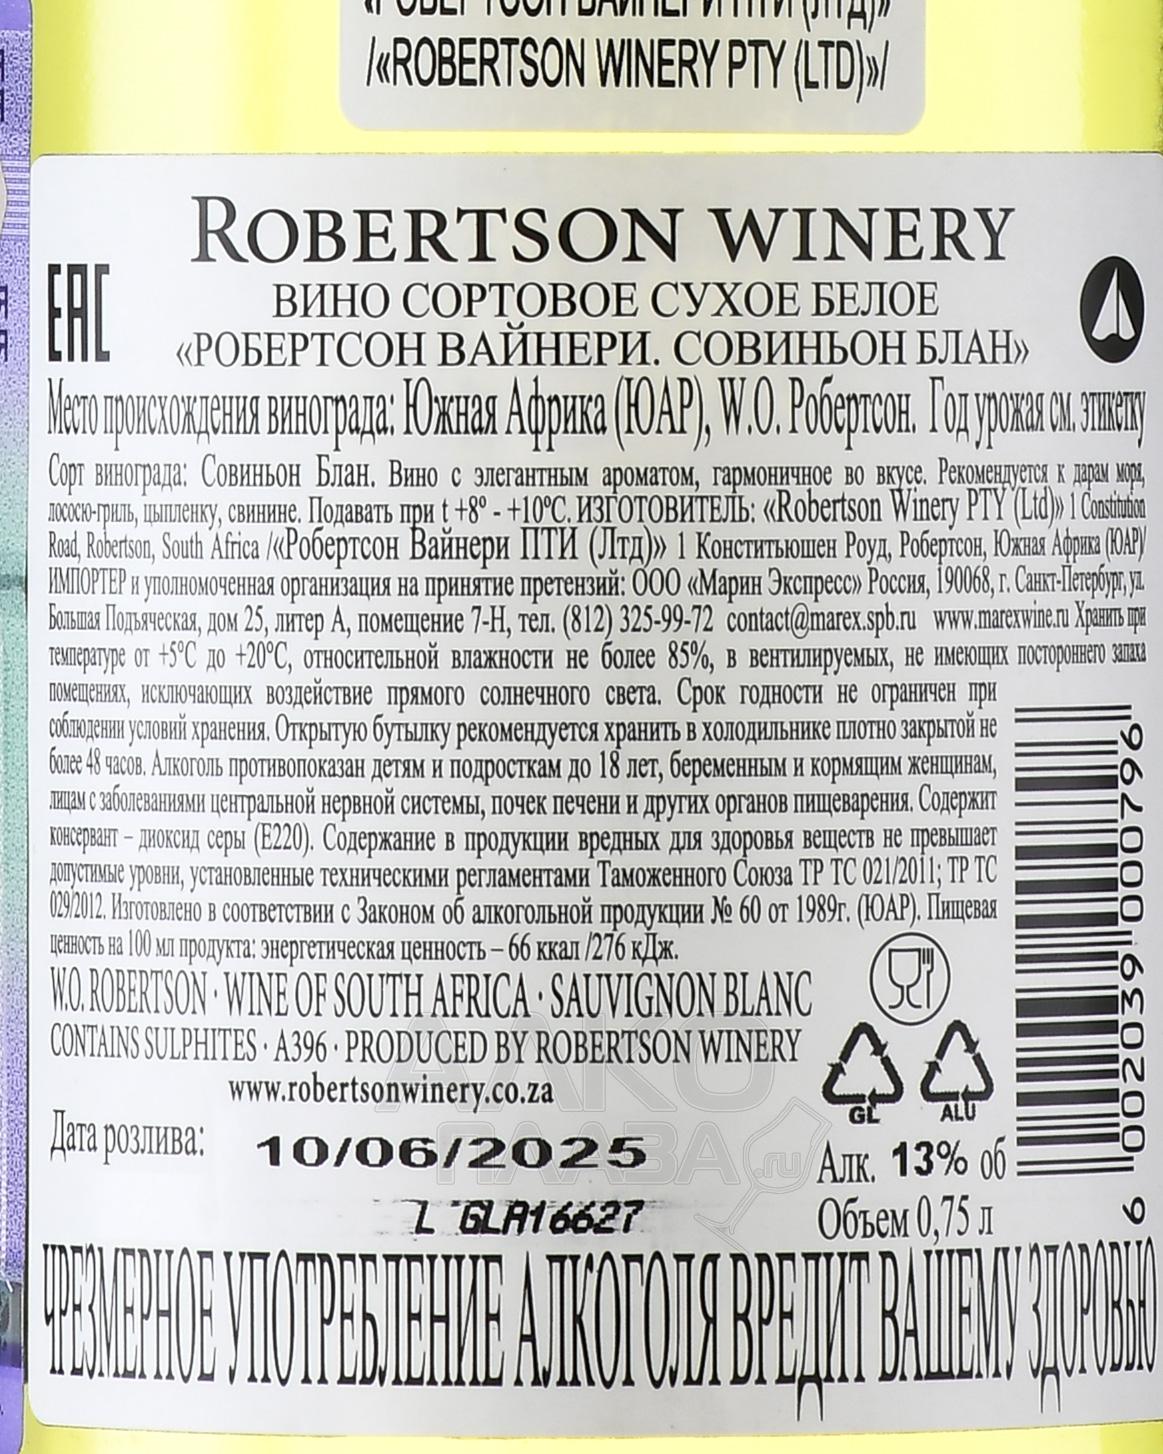 /«ROBERTSON WINERY PTY (LTD)»/
ROBERTSON WINERY
EAC
ВИНО СОРТОВОЕ СУХОЕ БЕЛОЕ
«РОБЕРТСОН ВАЙНЕРИ. СОВИНЬОН БЛАН»
Место происхождения винограда: Южная Африка (ЮАР), W.O. Робертсон. Год урожая см. этикетку
Сорт винограда: Совиньон Блан. Вино с элегантным ароматом, гармоничное во вкусе. Рекомендуется к дарам моря,
лососю-гриль, цыпленку, свинине. Подавать при t +8° - +10°С. ИЗГОТОВИТЕЛЬ: «Robertson Winery PTY (Ltd)» 1 Constitution
Road, Robertson, South Africa /«Робертсон Вайнери ПТИ (Лтд)» 1 Конститьюшен Роуд, Робертсон, Южная Африка (ЮАР)/
ИМПОРТЕР и уполномоченная организация на принятие претензий: ООО «Марин Экспресс» Россия, 190068, г. Санкт-Петербург, ул.
Большая Подъяческая, дом 25, литер А, помещение 7-Н, тел. (812) 325-99-72 contact@marex.spb.ru www.marexwine.ru Хранить при
температуре от +5°С до +20°С, относительной влажности не более 85%, в вентилируемых, не имеющих постороннего запаха
помещениях, исключающих воздействие прямого солнечного света. Срок годности не ограничен при
соблюдении условий хранения. Открытую бутылку рекомендуется хранить в холодильнике плотно закрытой не
более 48 часов. Алкоголь противопоказан детям и подросткам до 18 лет, беременным и кормящим женщинам,
лицам с заболеваниями центральной нервной системы, почек печени и других органов пищеварения. Содержит
консервант – диоксид серы (Е220). Содержание в продукции вредных для здоровья веществ не превышает
допустимые уровни, установленные техническими регламентами Таможенного Союза ТР ТС 021/2011; ТР ТС
029/2012. Изготовлено в соответствии с Законом об алкогольной продукции № 60 от 1989г. (ЮАР). Пищевая
ценность на 100 мл продукта: энергетическая ценность – 66 ккал /276 кДж.
W.O. ROBERTSON · WINE OF SOUTH AFRICA · SAUVIGNON BLANC
CONTAINS SULPHITES · A396 · PRODUCED BY ROBERTSON WINERY
www.robertsonwinery.co.za
GL ALU
Дата розлива: 10/06/2025
L GLA16627
Алк. 13% об
Объем 0,75 л
6 002039 000796
ЧРЕЗМЕРНОЕ УПОТРЕБЛЕНИЕ АЛКОГОЛЯ ВРЕДИТ ВАШЕМУ ЗДОРОВЬЮ
АЛКО
ПЛАЗА.ru